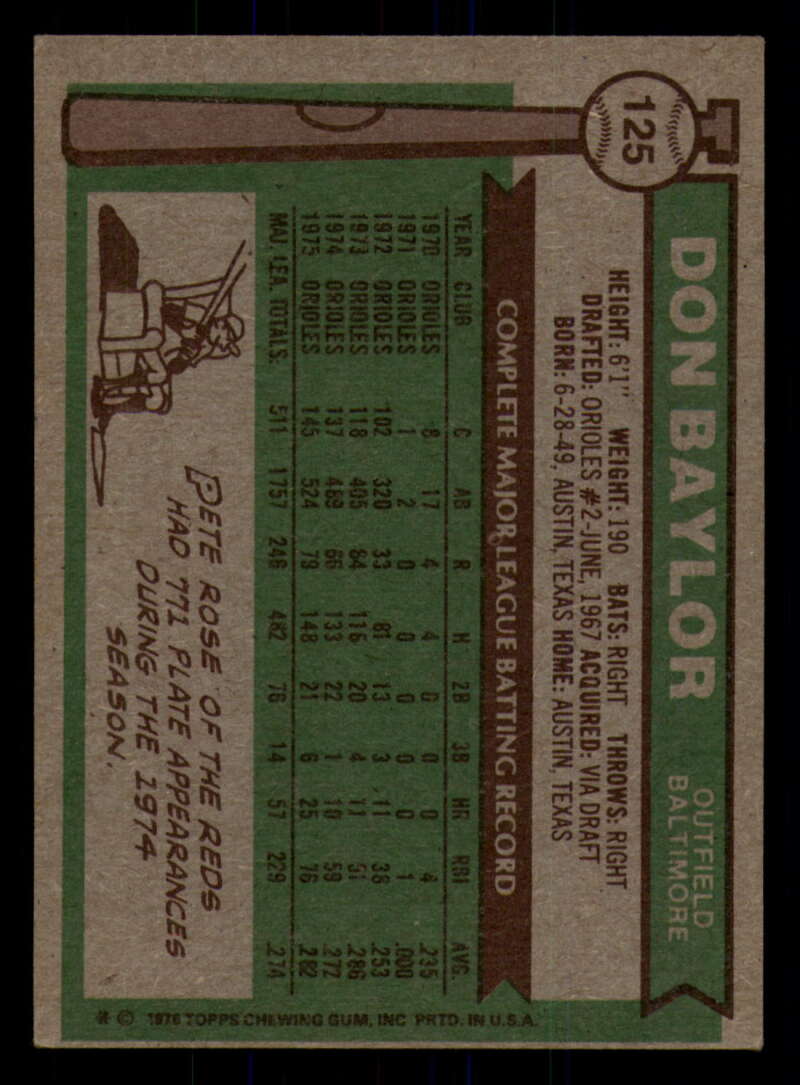 125
DON BAYLOR
OUTFIELD
BALTIMORE
HEIGHT: 6'1" WEIGHT: 190 BATS: RIGHT THROWS: RIGHT
DRAFTED: ORIOLES #2-JUNE, 1967 ACQUIRED: VIA DRAFT
BORN: 6-28-49, AUSTIN, TEXAS HOME: AUSTIN, TEXAS
COMPLETE MAJOR LEAGUE BATTING RECORD
YEAR CLUB G AB R H 2B 3B HR RBI AVG.
1970 ORIOLES 8 17 4 4 0 0 0 4 .235
1971 ORIOLES 1 2 0 0 0 0 0 1 .000
1972 ORIOLES 102 320 33 81 13 3 11 38 .253
1973 ORIOLES 118 405 64 116 20 4 11 51 .286
1974 ORIOLES 137 489 66 133 22 1 10 59 .272
1975 ORIOLES 145 524 79 148 21 6 25 76 .282
MAJ. LEA. TOTALS: 511 1757 246 482 76 14 57 229 .274
PETE ROSE OF THE REDS
HAD 771 PLATE APPEARANCES
DURING THE 1974
SEASON.
* © 1976 TOPPS CHEWING GUM, INC PRTD. IN U.S.A.